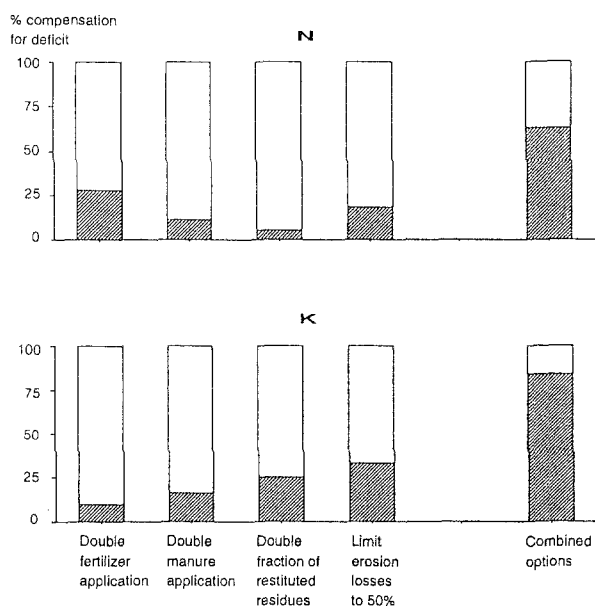 % compensation
for deficit
N
100
75
50
25
0
K
100
75
50
25
0
Double
fertilizer
application
Double
manure
application
Double
fraction of
restituted
residues
Limit
erosion
losses
to 50%
Combined
options